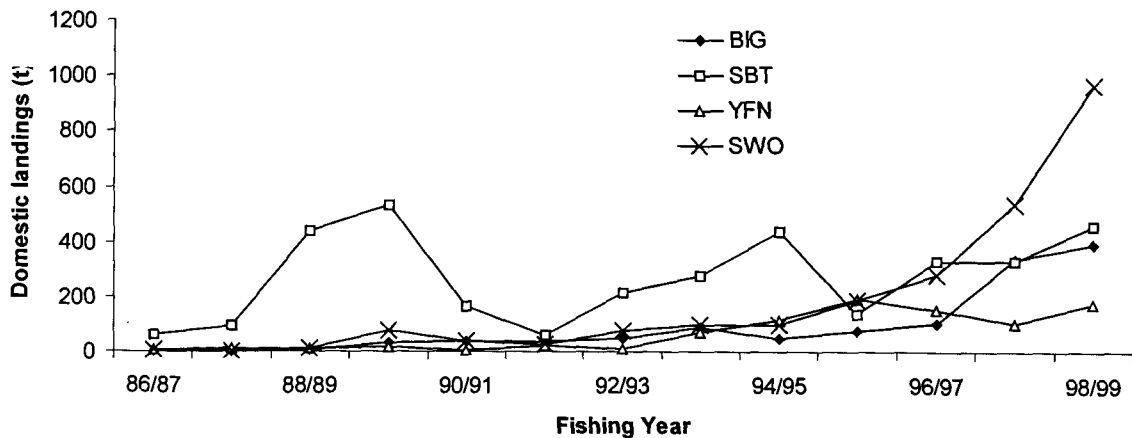 1200
1000
800
600
400
200
0
Domestic landings (t)
BIG
SBT
YFN
SWO
86/87 88/89 90/91 92/93 94/95 96/97 98/99
Fishing Year